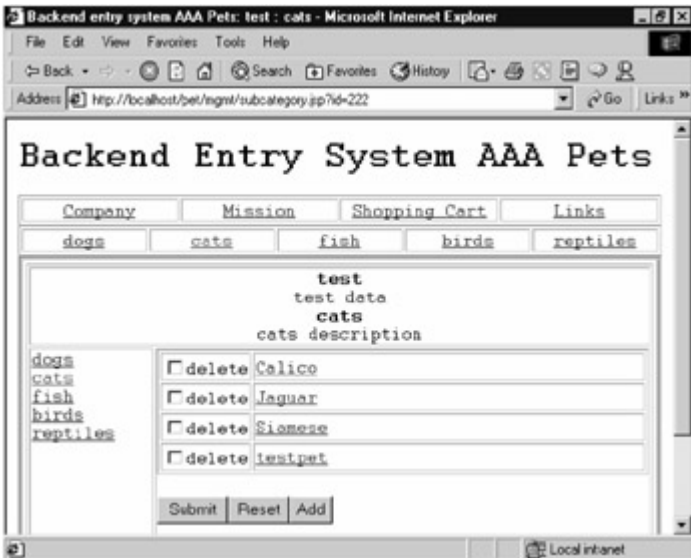 Backend entry system AAA Pets: test : cats - Microsoft Internet Explorer
File Edit View Favorites Tools Help
Back Search Favorites History
Address http://localhost/pet/mgmt/subcategory.jsp?id=222 Go Links »
Backend Entry System AAA Pets
Company Mission Shopping Cart Links
dogs cats fish birds reptiles
test
test data
cats
cats description
dogs
cats
fish
birds
reptiles
delete Calico
delete Jaguar
delete Siamese
delete testpet
Submit Reset Add
Local intranet